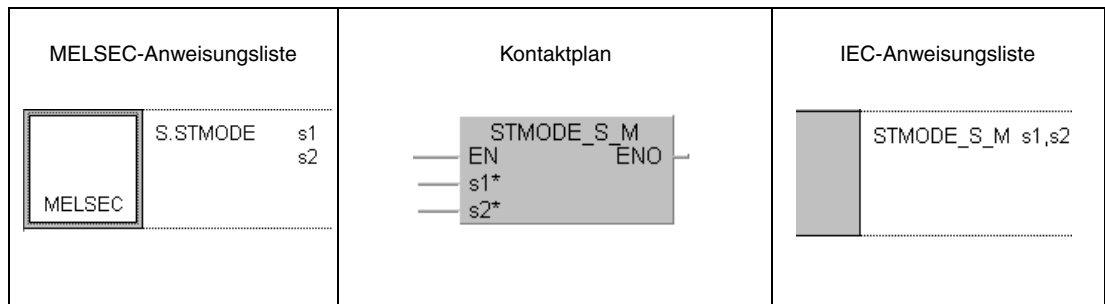 MELSEC-Anweisungsliste
S.STMODE s1
s2
MELSEC
Kontaktplan
STMODE_S_M
EN ENO
s1*
s2*
IEC-Anweisungsliste
STMODE_S_M s1,s2